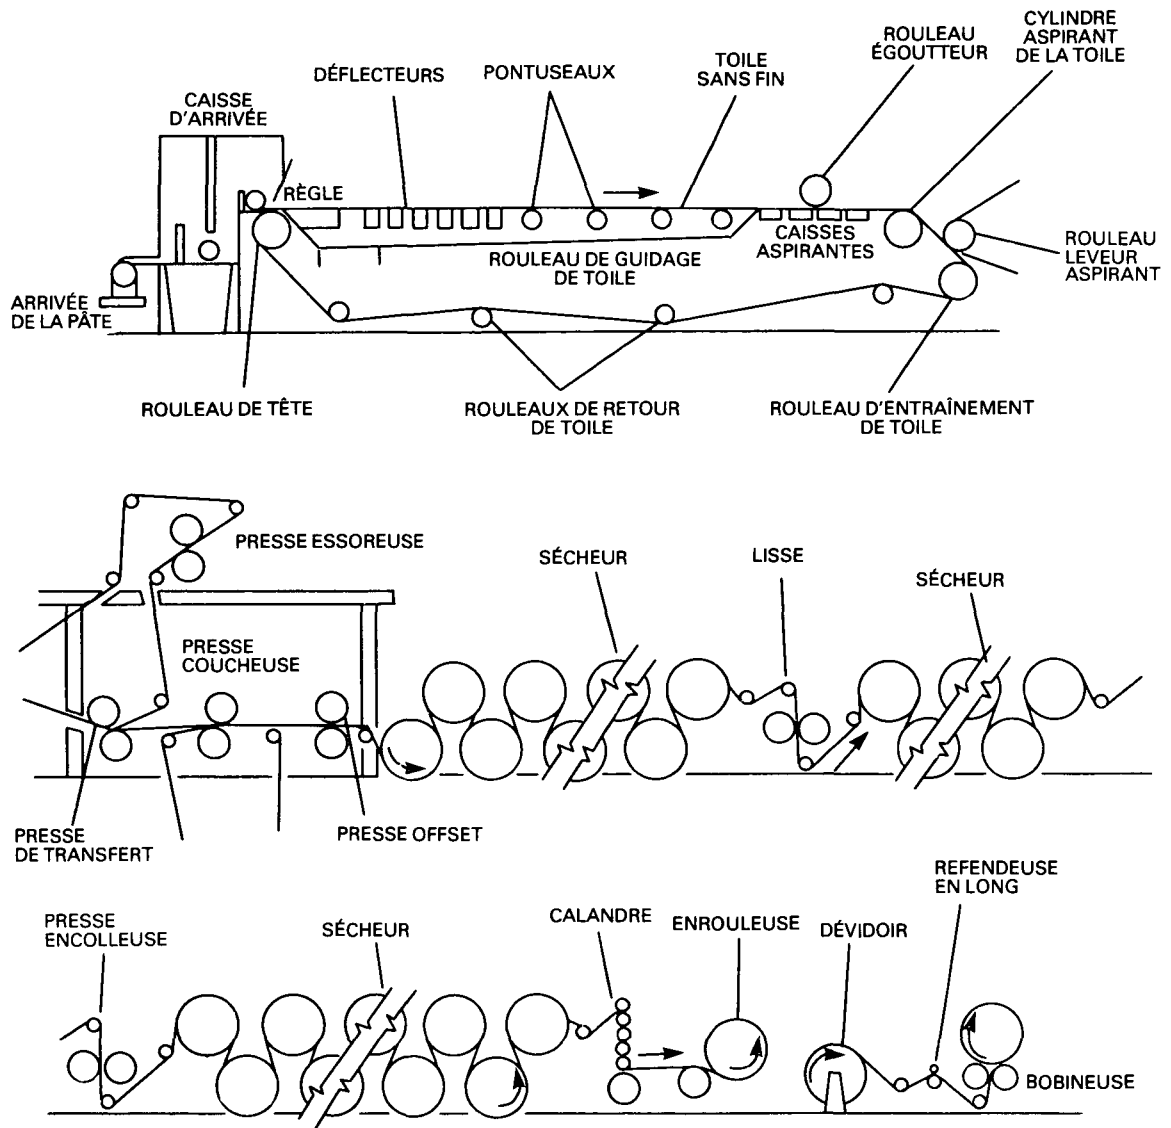 CYLINDRE
ASPIRANT
DE LA TOILE
ROULEAU
ÉGOUTTEUR
TOILE
SANS FIN
PONTUSEAUX
DÉFLECTEURS
CAISSE
D'ARRIVÉE
RÈGLE
CAISSES
ASPIRANTES
ROULEAU DE GUIDAGE
DE TOILE
ROULEAU
LEVEUR
ASPIRANT
ARRIVÉE
DE LA PÂTE
ROULEAU DE TÊTE
ROULEAUX DE RETOUR
DE TOILE
ROULEAU D'ENTRAÎNEMENT
DE TOILE
PRESSE ESSOREUSE
SÉCHEUR
LISSE
SÉCHEUR
PRESSE
COUCHEUSE
PRESSE
DE TRANSFERT
PRESSE OFFSET
PRESSE
ENCOLLEUSE
SÉCHEUR
CALANDRE
ENROULEUSE
DÉVIDOIR
REFENDEUSE
EN LONG
BOBINEUSE